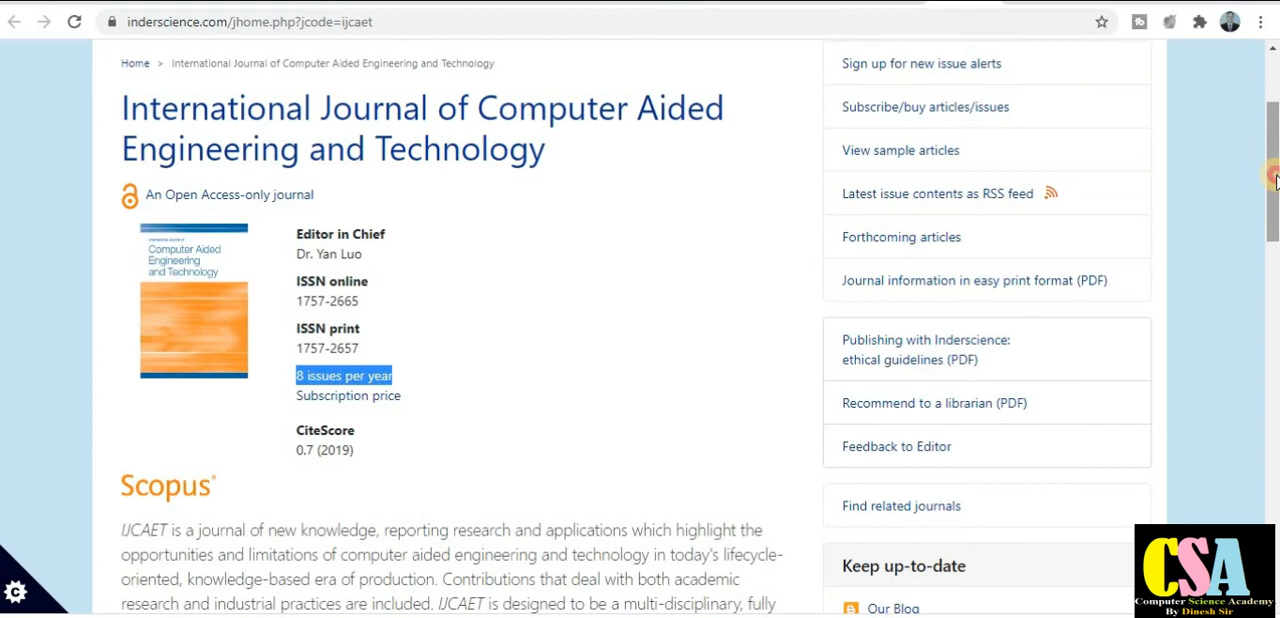 inderscience.com/jhome.php?jcode=ijcaet
Home > International Journal of Computer Aided Engineering and Technology
International Journal of Computer Aided
Engineering and Technology
An Open Access-only journal
Computer Aided
Engineering
and Technology
Editor in Chief
Dr. Yan Luo
ISSN online
1757-2665
ISSN print
1757-2657
8 issues per year
Subscription price
CiteScore
0.7 (2019)
Scopus
IJCAET is a journal of new knowledge, reporting research and applications which highlight the
opportunities and limitations of computer aided engineering and technology in today's lifecycle-
oriented, knowledge-based era of production. Contributions that deal with both academic
research and industrial practices are included. IJCAET is designed to be a multi-disciplinary, fully
Sign up for new issue alerts
Subscribe/buy articles/issues
View sample articles
Latest issue contents as RSS feed
Forthcoming articles
Journal information in easy print format (PDF)
Publishing with Inderscience:
ethical guidelines (PDF)
Recommend to a librarian (PDF)
Feedback to Editor
Find related journals
Keep up-to-date
Our Blog
CSA
Computer Science Academy.
By Dinesh Sir